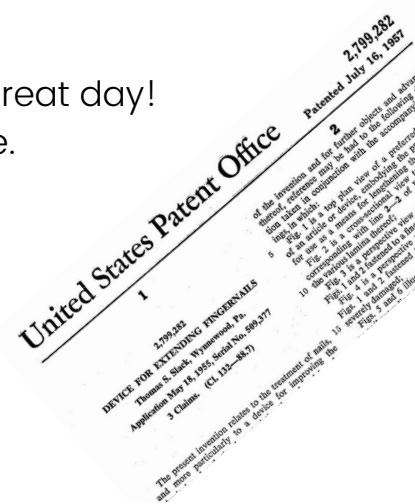 reat day!
e.
2,799,282
Patented July 16, 1957
United States Patent Office
1
2,799,282
DEVICE FOR EXTENDING FINGERNAILS
Thomas S. Slack, Wynnewood, Pa.
Application May 18, 1955, Serial No. 509,377
3 Claims. (Cl. 132—88.7)
The present invention relates to the treatment of nails,
and more particularly to a device for improving the
2
of the invention and for further objects and advan
thereof, reference may be had to the following
tion taken in conjunction with the accompany
ings, in which:
Fig. 1 is a top plan view of a preferred
5 of an article or device, embodying the
for use as a means for lengthening
Fig. 2 is a cross-sectional view
corresponding with line 2—2 of
the various lamina thereof;
Fig. 3 is a perspective view
10 Figs. 1 and 2 fastened to a
Fig. 4 is a perspec
Figs. 1 and 2 fastened
15 severely damaged
Figs. 5 and 6